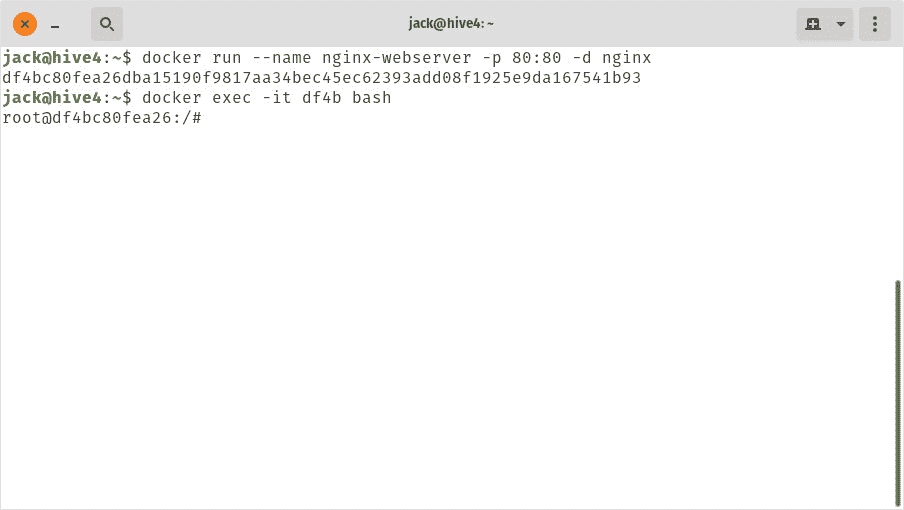 jack@hive4: ~
jack@hive4:~$ docker run --name nginx-webserver -p 80:80 -d nginx
df4bc80fea26dba15190f9817aa34bec45ec62393add08f1925e9da167541b93
jack@hive4:~$ docker exec -it df4b bash
root@df4bc80fea26:/#